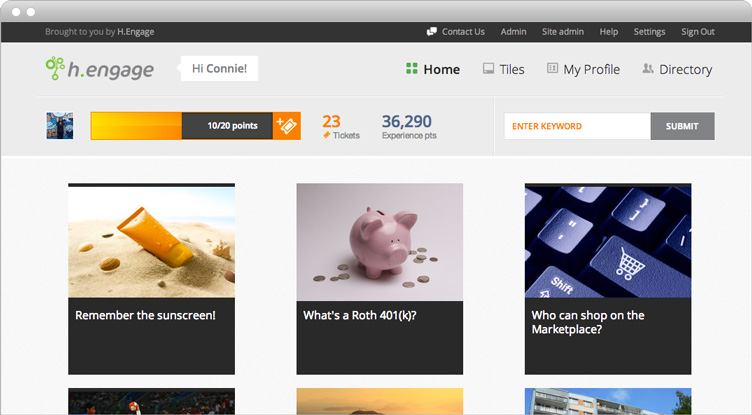 Brought to you by H.Engage
Contact Us
Admin
Site admin
Help
Settings
Sign Out
h.engage
Hi Connie!
Home
Tiles
My Profile
Directory
10/20 points
23
Tickets
36,290
Experience pts
ENTER KEYWORD
SUBMIT
Remember the sunscreen!
What's a Roth 401(k)?
Shift
Who can shop on the
Marketplace?